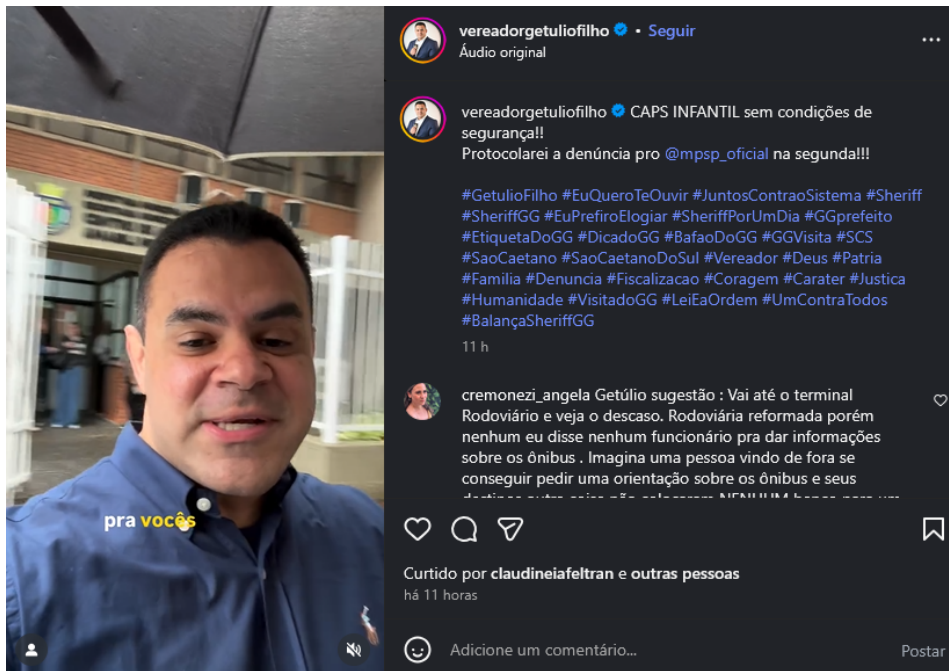 vereadorgetuliofilho • Seguir
Áudio original
vereadorgetuliofilho CAPS INFANTIL sem condições de
segurança!!
Protocolarei a denúncia pro @mpsp_oficial na segunda!!!
#GetulioFilho #EuQueroTeOuvir #JuntosContraoSistema #Sheriff
#SheriffGG #EuPrefiroElogiar #SheriffPorUmDia #GGprefeito
#EtiquetaDoGG #DicadoGG #BafaoDoGG #GGVisita #SCS
#SaoCaetano #SaoCaetanoDoSul #Vereador #Deus #Patria
#Familia #Denuncia #Fiscalizacao #Coragem #Carater #Justica
#Humanidade #VisitadoGG #LeiEaOrdem #UmContraTodos
#BalançaSheriffGG
11 h
cremonezi_angela Getúlio sugestão : Vai até o terminal
Rodoviário e veja o descaso. Rodoviária reformada porém
nenhum eu disse nenhum funcionário pra dar informações
sobre os ônibus . Imagina uma pessoa vindo de fora se
conseguir pedir uma orientação sobre os ônibus e seus
pra vocês
Curtido por claudineiafeltran e outras pessoas
há 11 horas
Adicione um comentário...
Postar